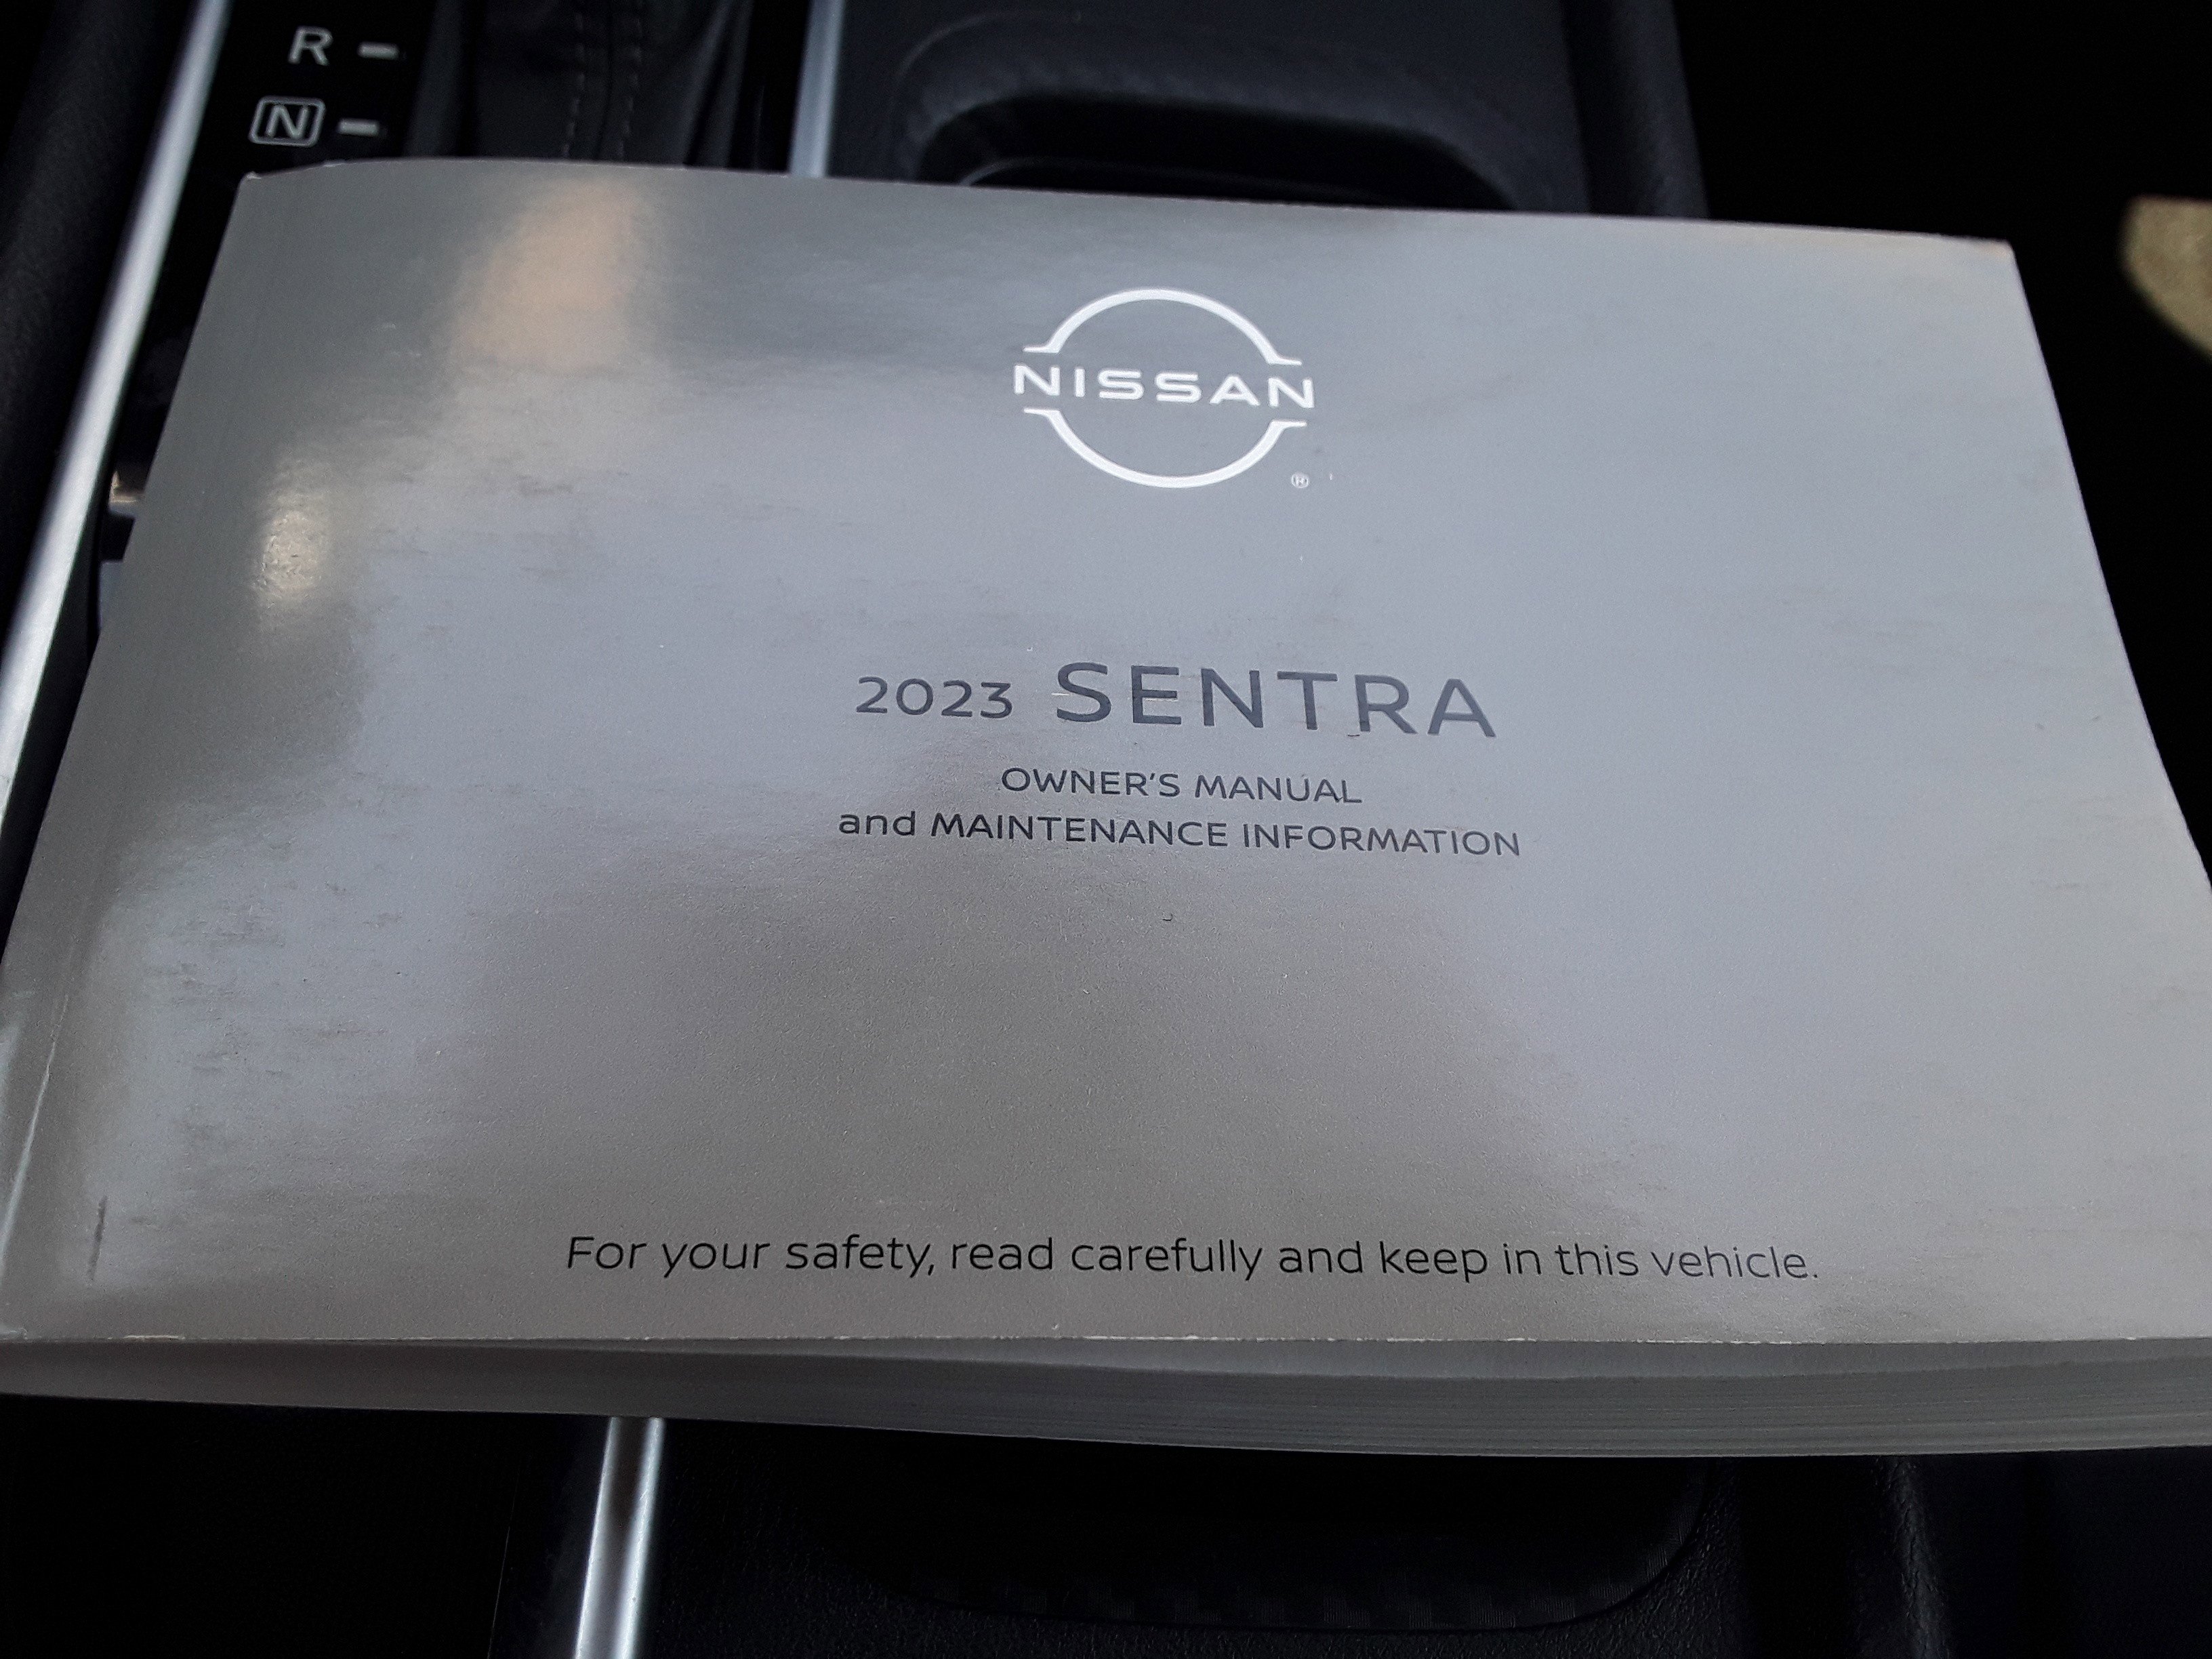 R –
N –
NISSAN
®
2023 SENTRA
OWNER'S MANUAL
and MAINTENANCE INFORMATION
For your safety, read carefully and keep in this vehicle.